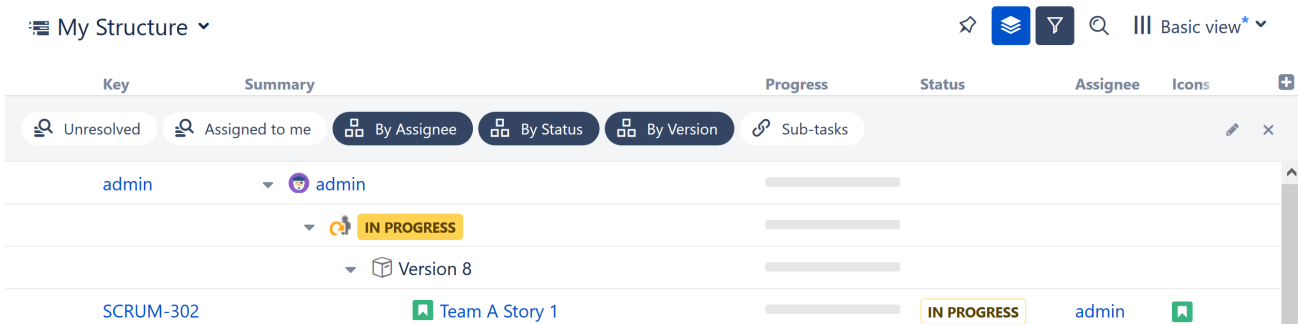 My Structure
Basic view*
Key Summary Progress Status Assignee Icons
Unresolved Assigned to me By Assignee By Status By Version Sub-tasks
admin admin
IN PROGRESS
Version 8
SCRUM-302 Team A Story 1 IN PROGRESS admin